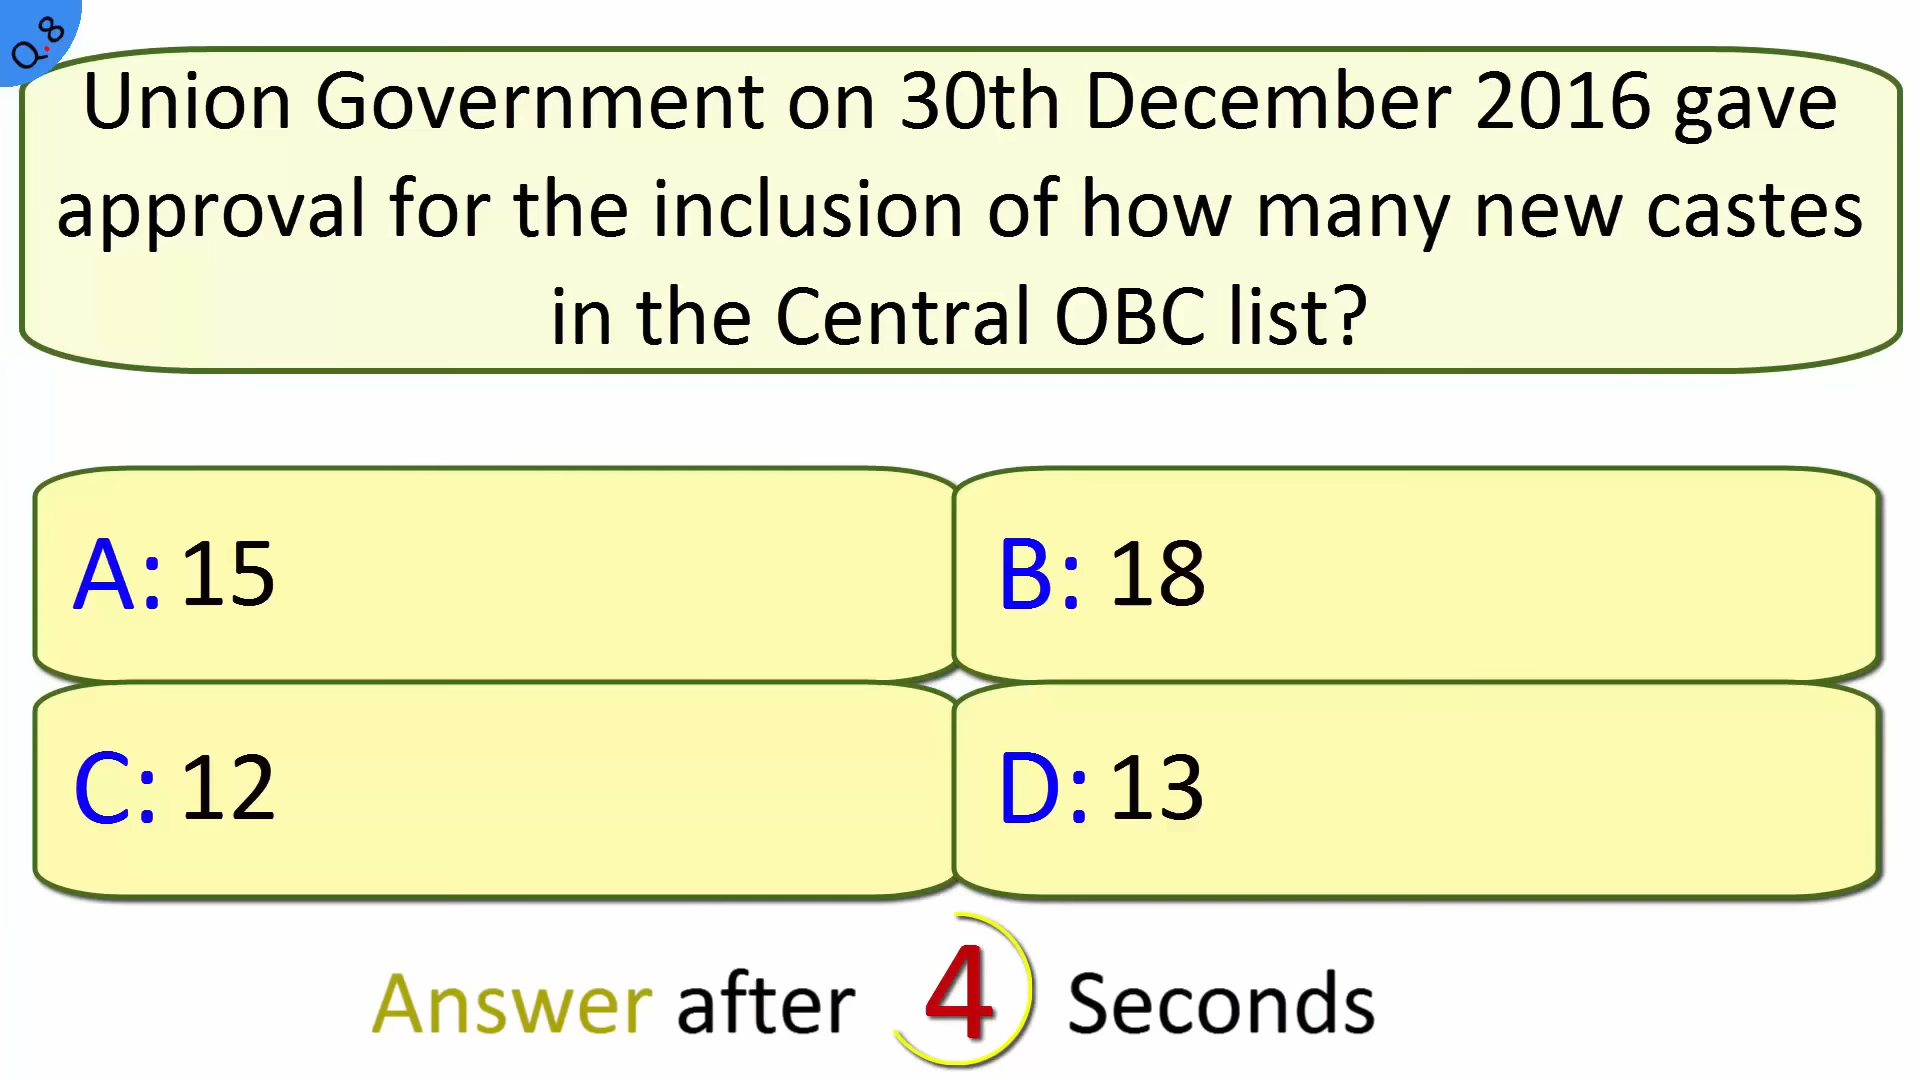 Q.8
Union Government on 30th December 2016 gave
approval for the inclusion of how many new castes
in the Central OBC list?
A: 15
B: 18
C: 12
D: 13
Answer after 4 Seconds